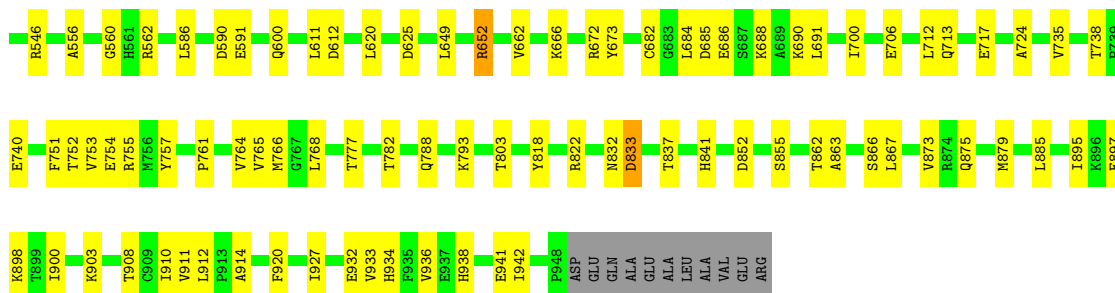 R546 A556 G560 H561 R562 L586 D590 E591 Q600 L611 D612 L620 D625 L649 R652 V662 K666 R672 Y673 C682 G683 L684 D685 E686 S687 K688 A689 K690 L691 I700 E706 L712 Q713 E717 A724 V735 T738 P739
E740 F751 T752 V753 E754 R755 M756 Y757 P761 V764 V765 M766 G767 L768 T777 T782 Q788 K793 T803 Y818 R822 N832 D833 T837 H841 D852 S855 T862 A863 S866 L867 V873 R874 Q875 M879 L885 I895 K896 E897
K898 T899 I900 K903 T908 C909 I910 V911 L912 P913 A914 F920 I927 E932 V933 H934 F935 V936 E937 H938 E941 I942 P948 ASP GLU GLN ALA GLU ALA LEU ALA VAL GLU ARG